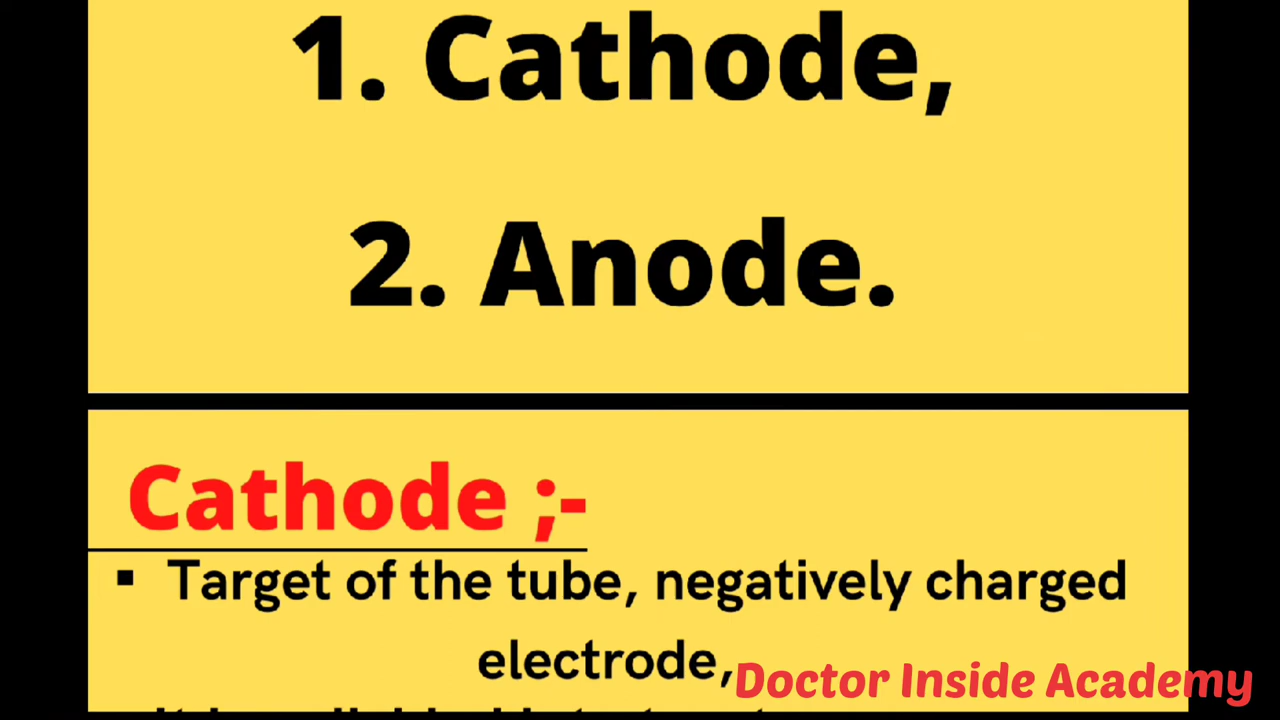 1. Cathode,
2. Anode.
Cathode ;-
▪ Target of the tube, negatively charged
electrode,
Doctor Inside Academy